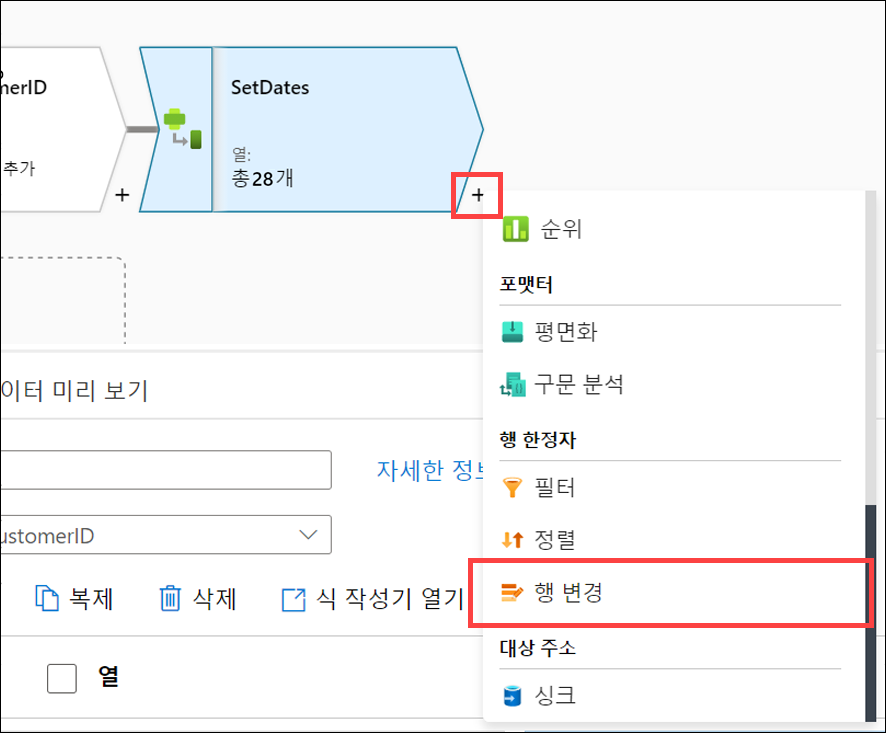 merID
SetDates
열:
총28개
추가
+
+
순위
포맷터
평면화
구문 분석
이터 미리 보기
행 한정자
자세한 정보
필터
ustomerID
정렬
복제
삭제
식 작성기 열기
행 변경
대상 주소
열
싱크